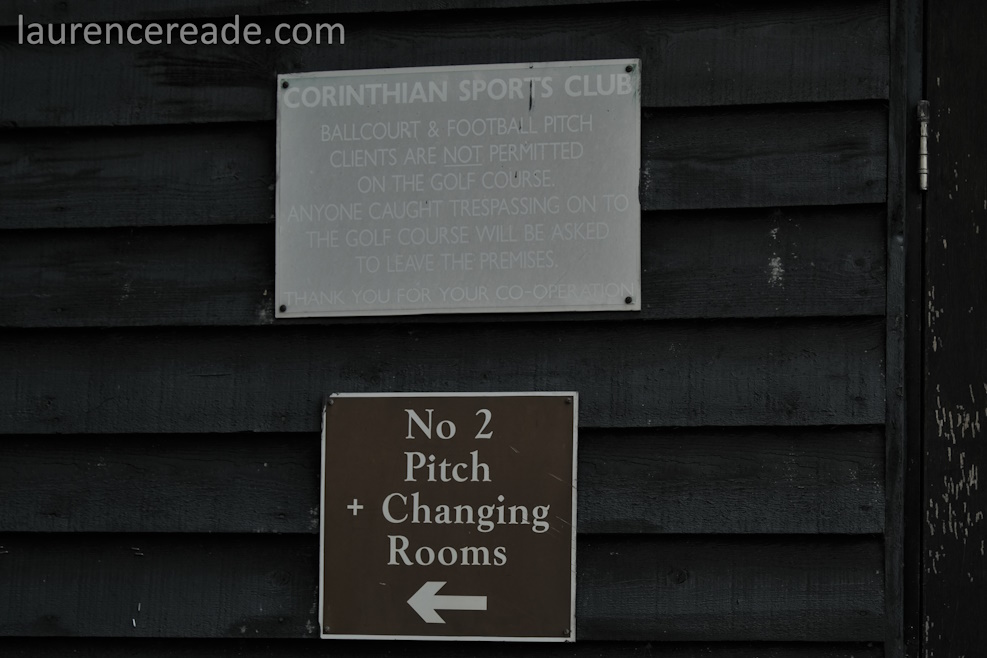 laurencereade.com
CORINTHIAN SPORTS CLUB
BALLCOURT & FOOTBALL PITCH
CLIENTS ARE NOT PERMITTED
ON THE GOLF COURSE.
ANYONE CAUGHT TRESPASSING ON TO
THE GOLF COURSE WILL BE ASKED
TO LEAVE THE PREMISES.
THANK YOU FOR YOUR CO-OPERATION
No 2
Pitch
+ Changing
Rooms